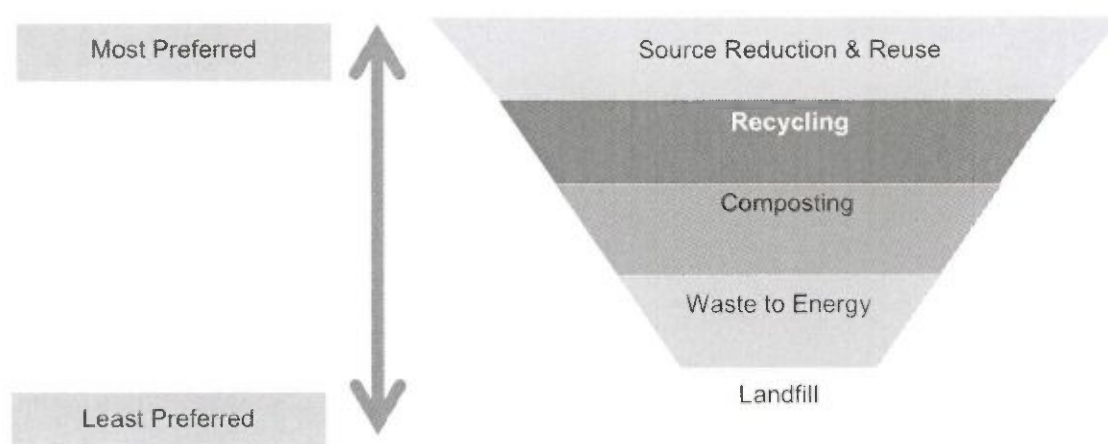 Most Preferred
Source Reduction & Reuse
Recycling
Composting
Waste to Energy
Landfill
Least Preferred